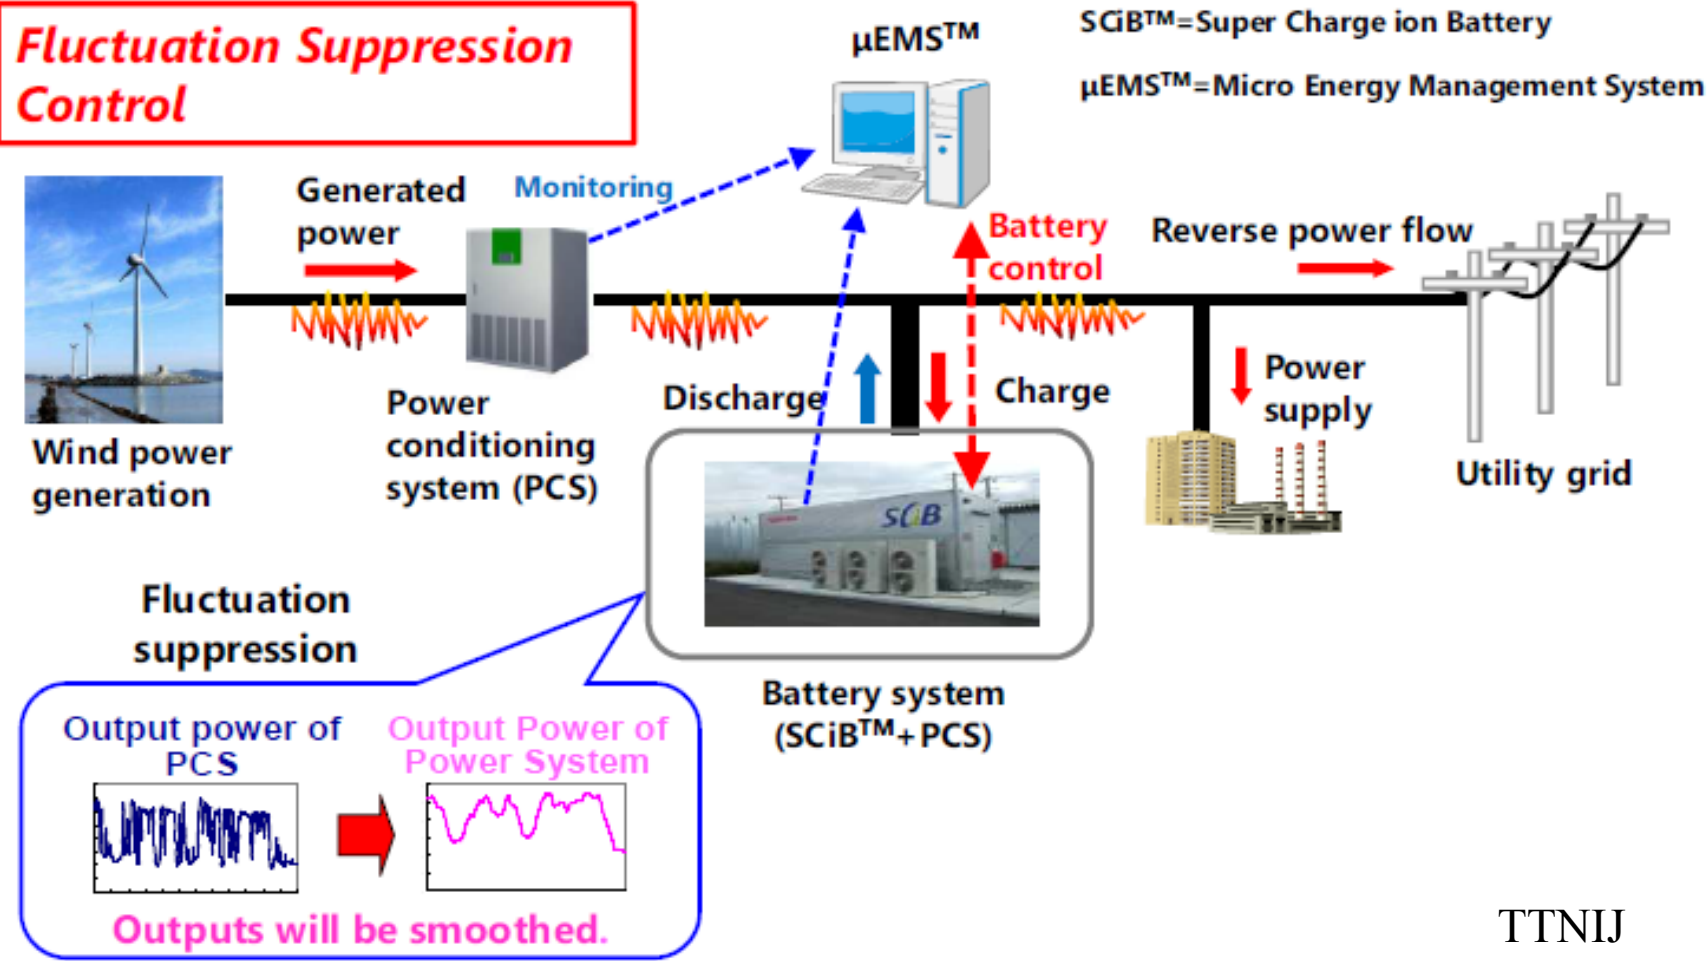 Fluctuation Suppression
Control
μEMS™
SCiB™=Super Charge ion Battery
μEMS™=Micro Energy Management System
Generated
power
Monitoring
Battery
control
Reverse power flow
Discharge
Charge
Power
supply
Wind power
generation
Power
conditioning
system (PCS)
Utility grid
SCiB
Fluctuation
suppression
Battery system
(SCiB™+PCS)
Output power of
PCS
Output Power of
Power System
Outputs will be smoothed.
TTNIJ